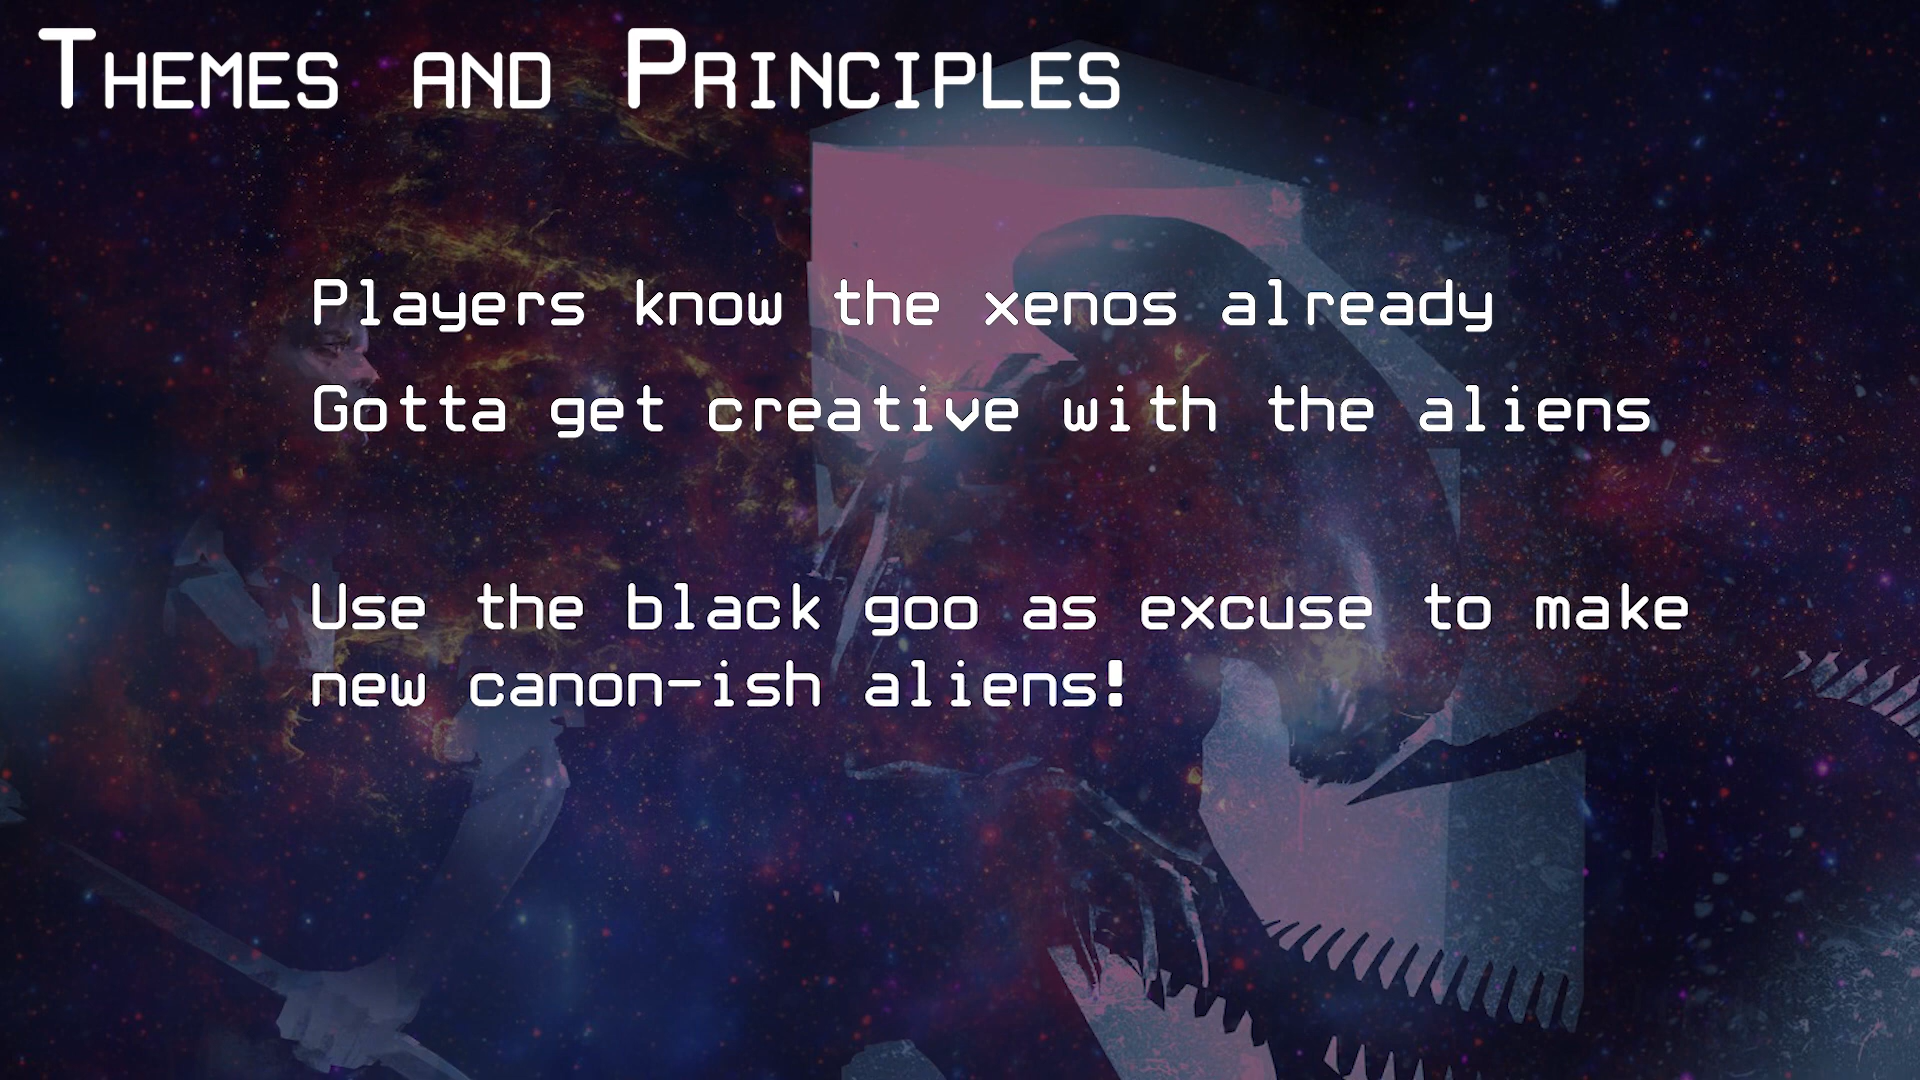 Themes and Principles
Players know the xenos already
Gotta get creative with the aliens
Use the black goo as excuse to make
new canon-ish aliens!